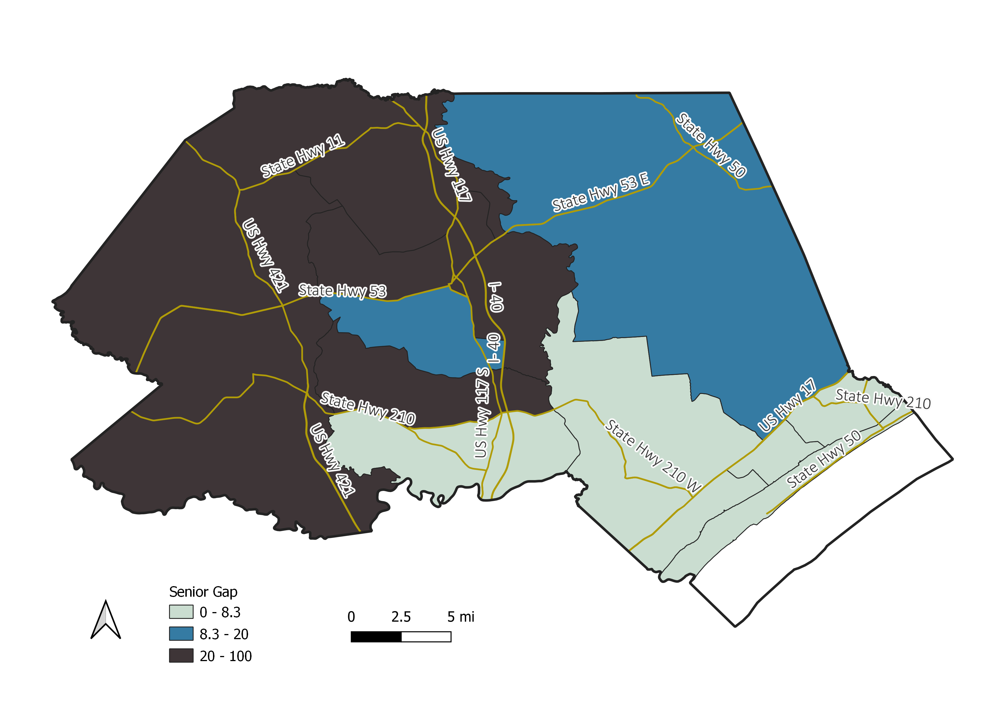 State Hwy 50
State Hwy 11
US Hwy 117
State Hwy 53 E
US Hwy 421
State Hwy 53
I- 40
I- 40
US Hwy 117 S
US Hwy 17
State Hwy 210
State Hwy 210
State Hwy 210 W
US Hwy 421
State Hwy 50
Senior Gap
0 - 8.3
8.3 - 20
20 - 100
0 2.5 5 mi